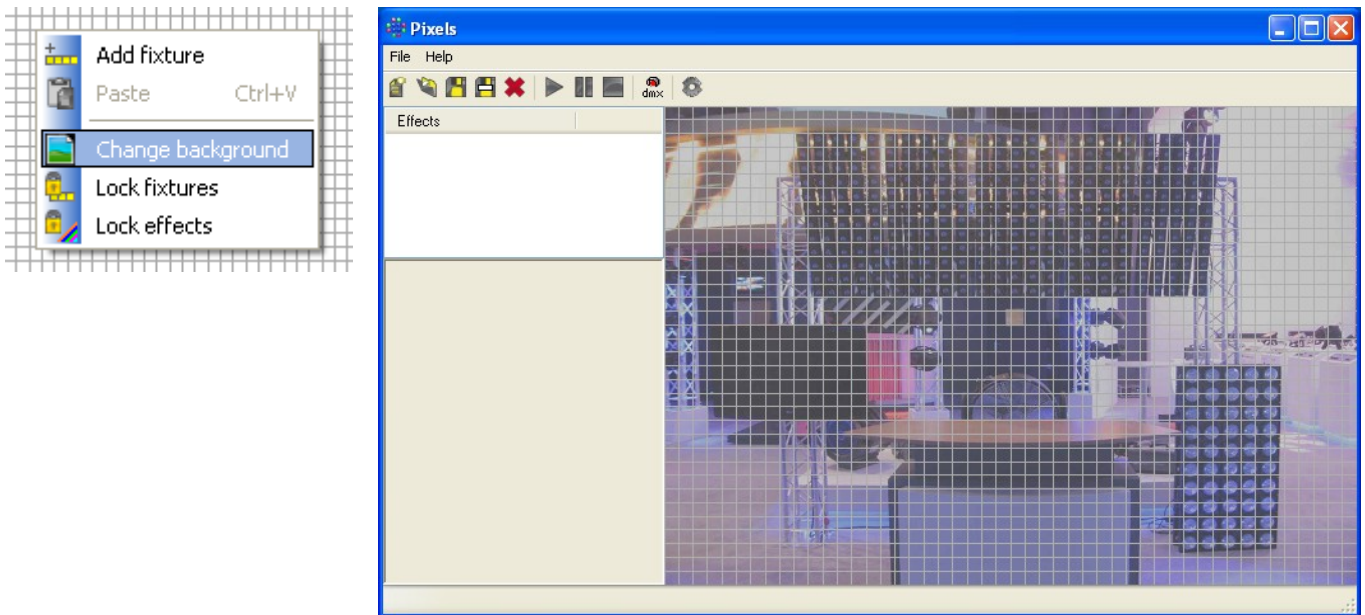 Add fixture
Paste Ctrl+V
Change background
Lock fixtures
Lock effects
Pixels
File Help
dmx
Effects